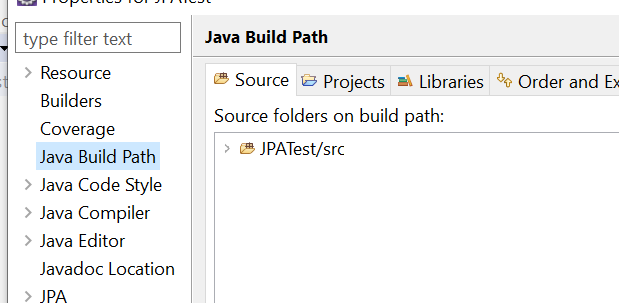 Properties for JPATest
type filter text
Java Build Path
Resource
Builders
Coverage
Java Build Path
Java Code Style
Java Compiler
Java Editor
Javadoc Location
JPA
Source
Projects
Libraries
Order and Ex
Source folders on build path:
JPATest/src